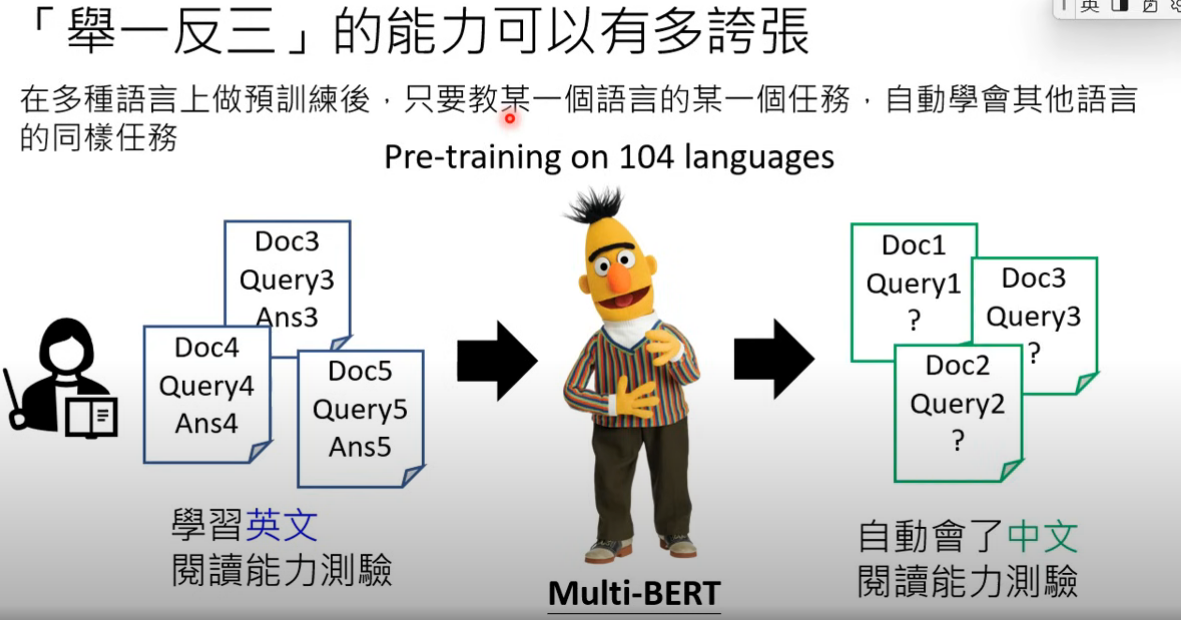 「舉一反三」的能力可以有多誇張
英
在多種語言上做預訓練後，只要教某一個語言的某一個任務，自動學會其他語言
的同樣任務
Pre-training on 104 languages
Doc3
Query3
Ans3
Doc4
Query4
Ans4
Doc5
Query5
Ans5
Doc1
Query1
?
Doc3
Query3
?
Doc2
Query2
?
學習英文
閱讀能力測驗
Multi-BERT
自動會了中文
閱讀能力測驗